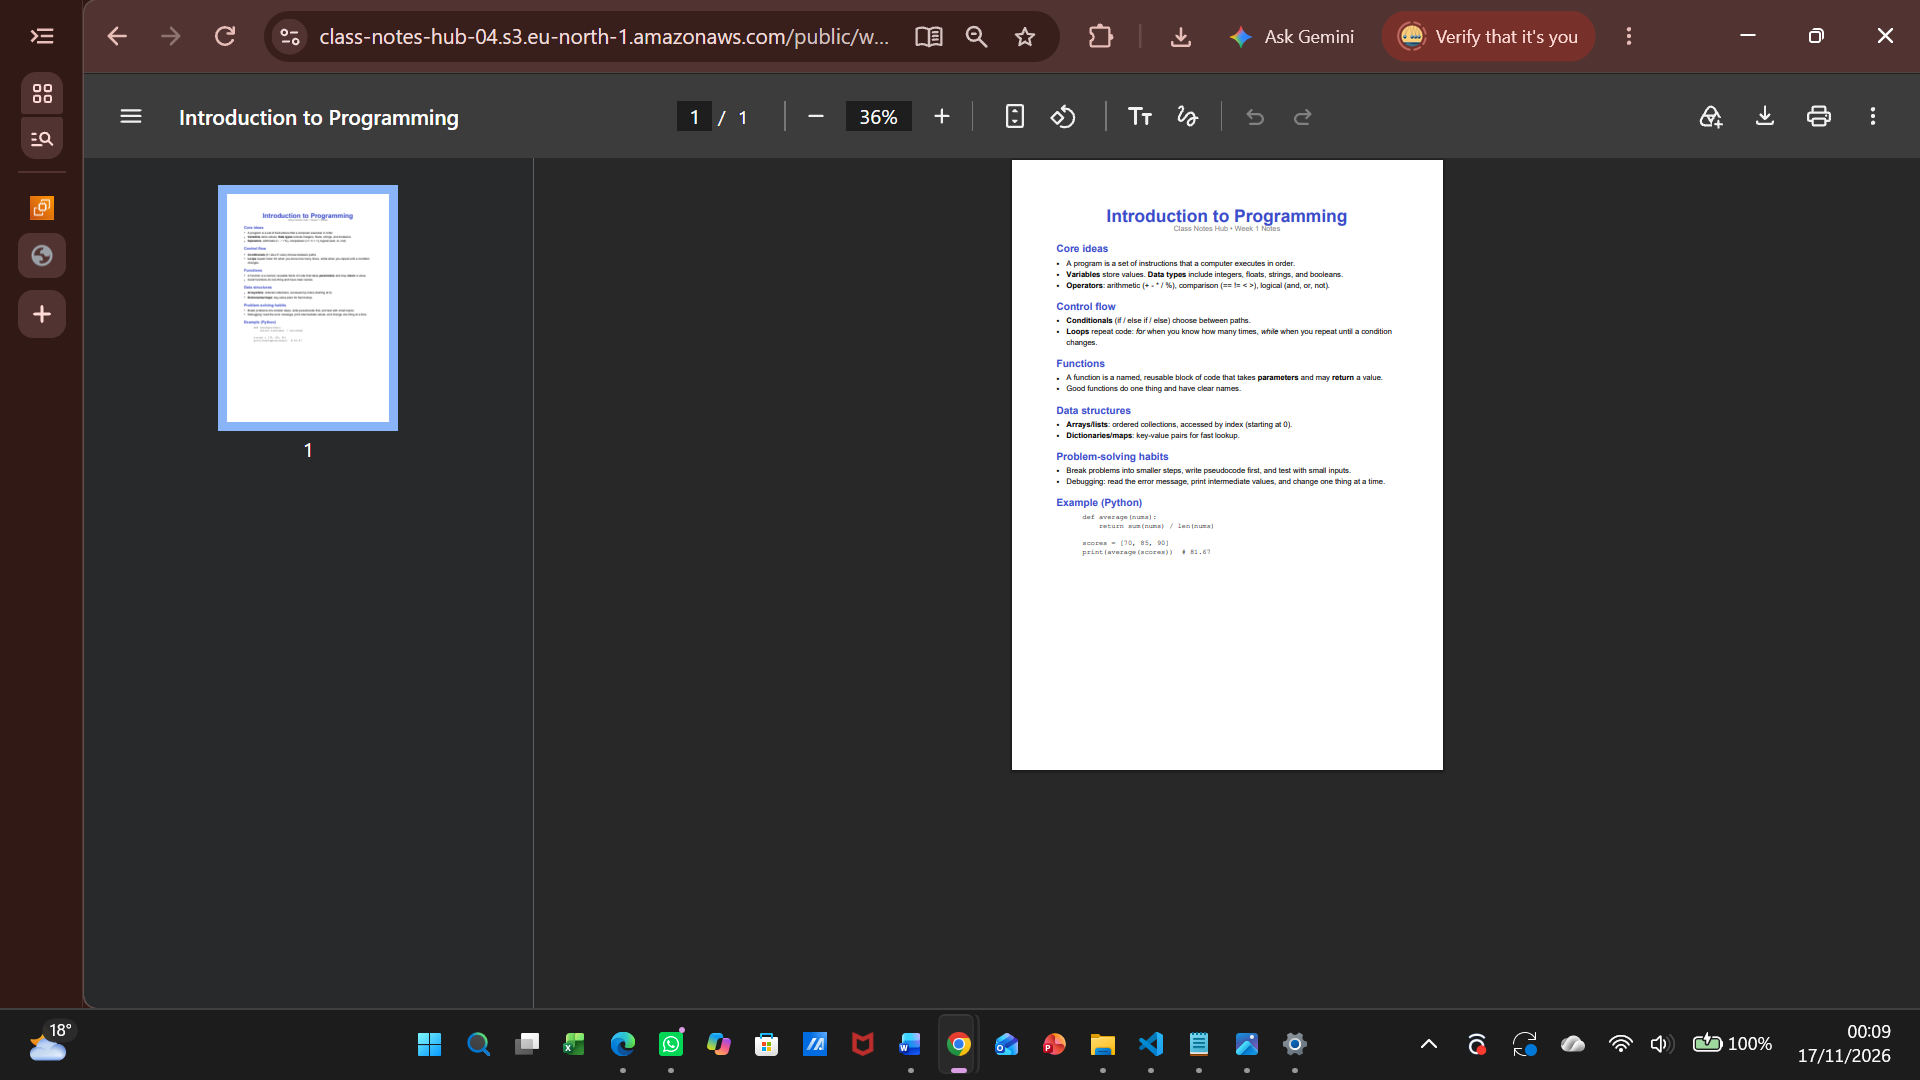 class-notes-hub-04.s3.eu-north-1.amazonaws.com/public/w...
Ask Gemini
Verify that it's you
Introduction to Programming
1 / 1
36%
1
Introduction to Programming
Class Notes Hub • Week 1 Notes
Core ideas
• A program is a set of instructions that a computer executes in order.
• Variables store values. Data types include integers, floats, strings, and booleans.
• Operators: arithmetic (+ - * / %), comparison (== != < >), logical (and, or, not).
Control flow
• Conditionals (if / else if / else) choose between paths.
• Loops repeat code: for when you know how many times, while when you repeat until a condition
changes.
Functions
• A function is a named, reusable block of code that takes parameters and may return a value.
• Good functions do one thing and have clear names.
Data structures
• Arrays/lists: ordered collections, accessed by index (starting at 0).
• Dictionaries/maps: key-value pairs for fast lookup.
Problem-solving habits
• Break problems into smaller steps, write pseudocode first, and test with small inputs.
• Debugging: read the error message, print intermediate values, and change one thing at a time.
Example (Python)
def average(nums):
return sum(nums) / len(nums)
scores = [70, 85, 90]
print(average(scores)) # 81.67
18°
100%
00:09
17/11/2026